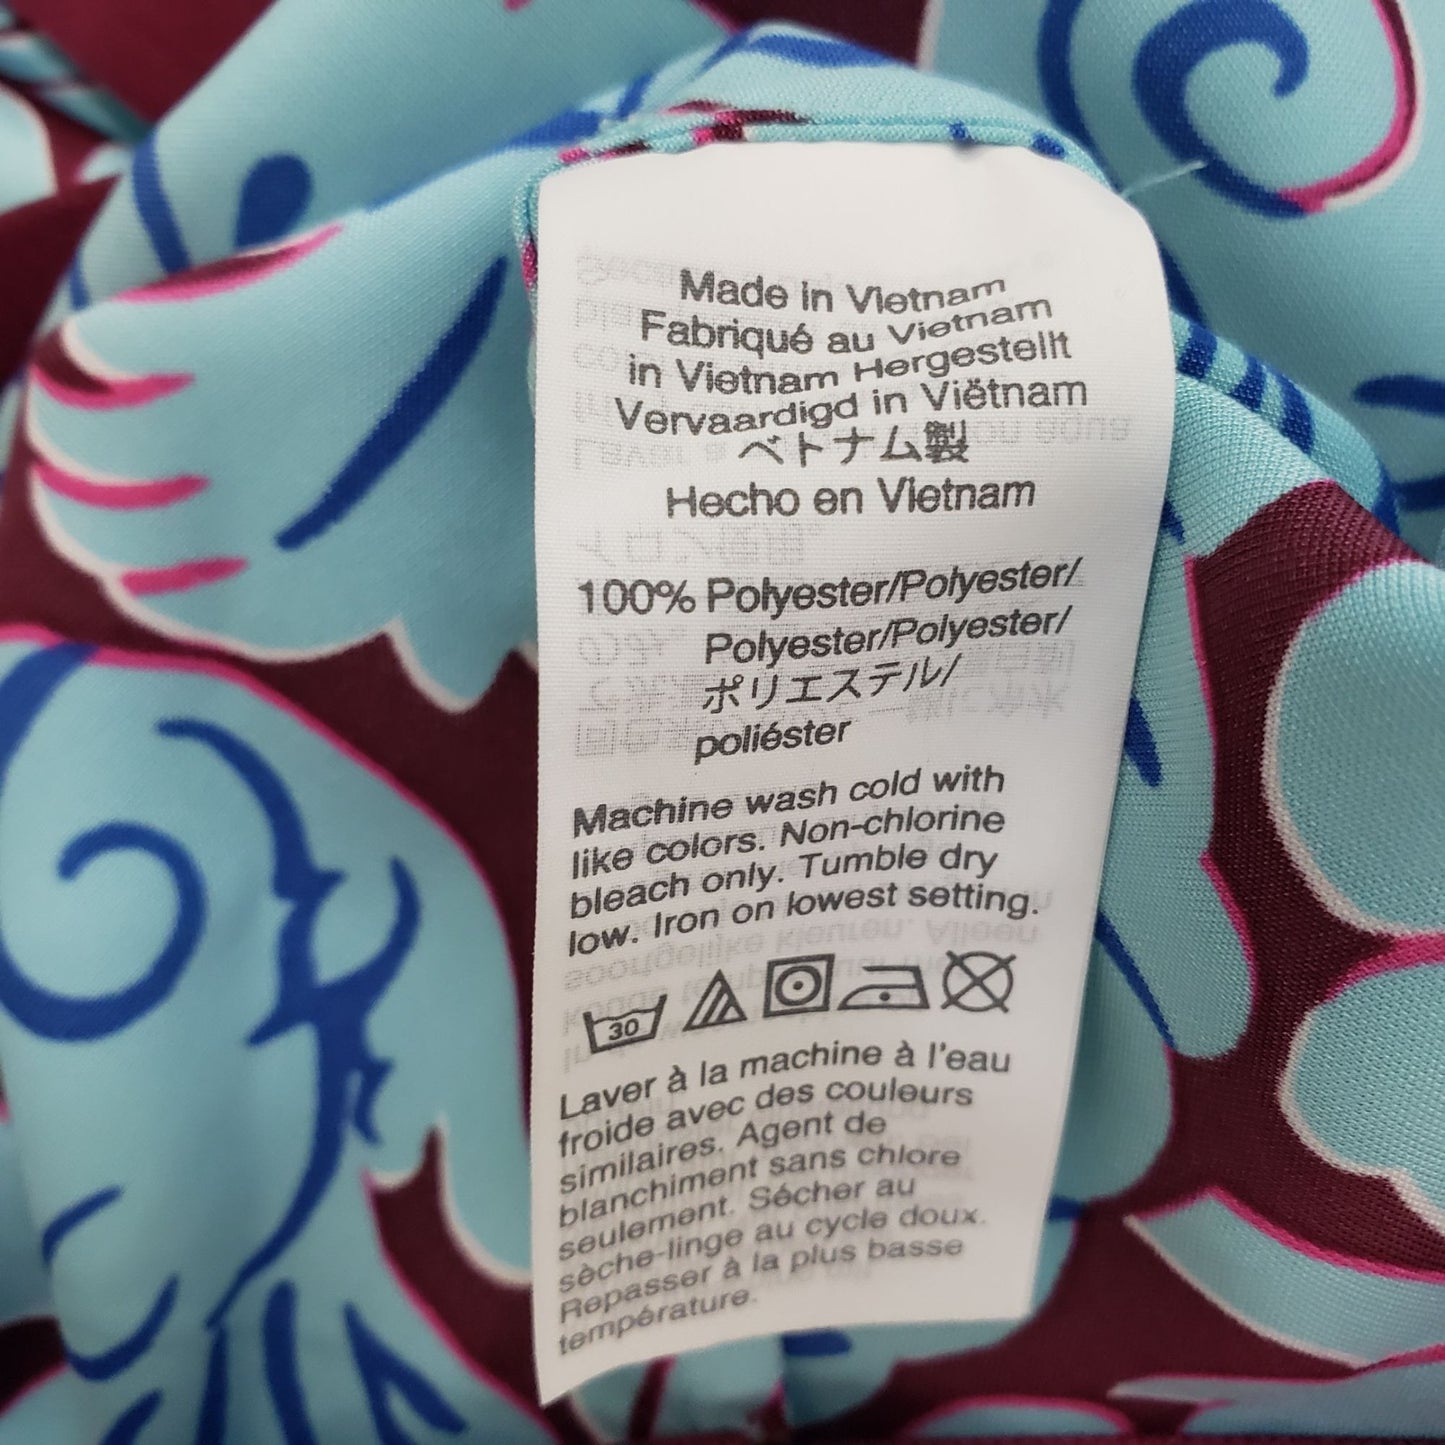 Made in Vietnam
Fabriqué au Vietnam
in Vietnam Hergestellt
Vervaardigd in Viëtnam
ベトナム製
Hecho en Vietnam
100% Polyester/Polyester/
Polyester/Polyester/
ポリエステル/
poliéster
Machine wash cold with
like colors. Non-chlorine
bleach only. Tumble dry
low. Iron on lowest setting.
30
Laver à la machine à l'eau
froide avec des couleurs
similaires. Agent de
blanchiment sans chlore
seulement. Sécher au
sèche-linge au cycle doux.
Repasser à la plus basse
température.